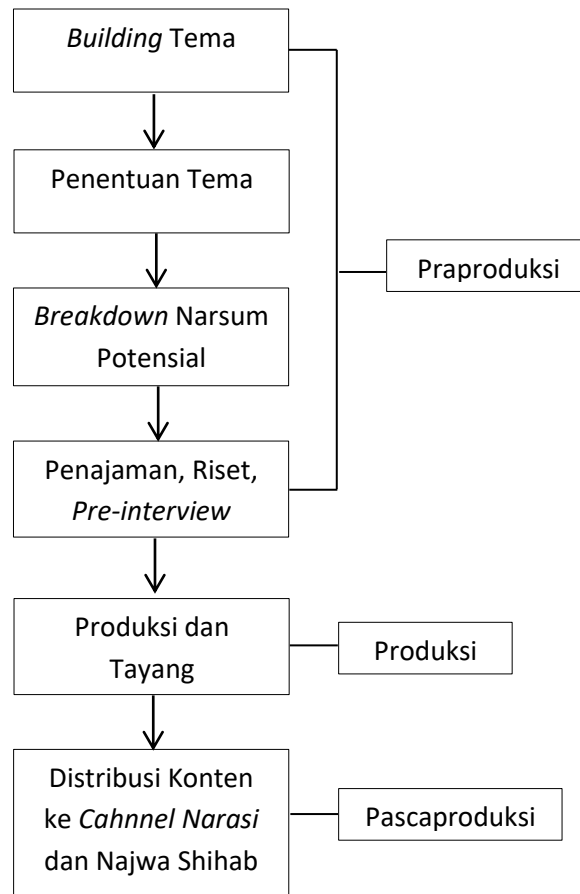 Building Tema
Penentuan Tema
Breakdown Narsum
Potensial
Praproduksi
Penajaman, Riset,
Pre-interview
Produksi dan
Tayang
Produksi
Distribusi Konten
ke Cahnnel Narasi
dan Najwa Shihab
Pascaproduksi